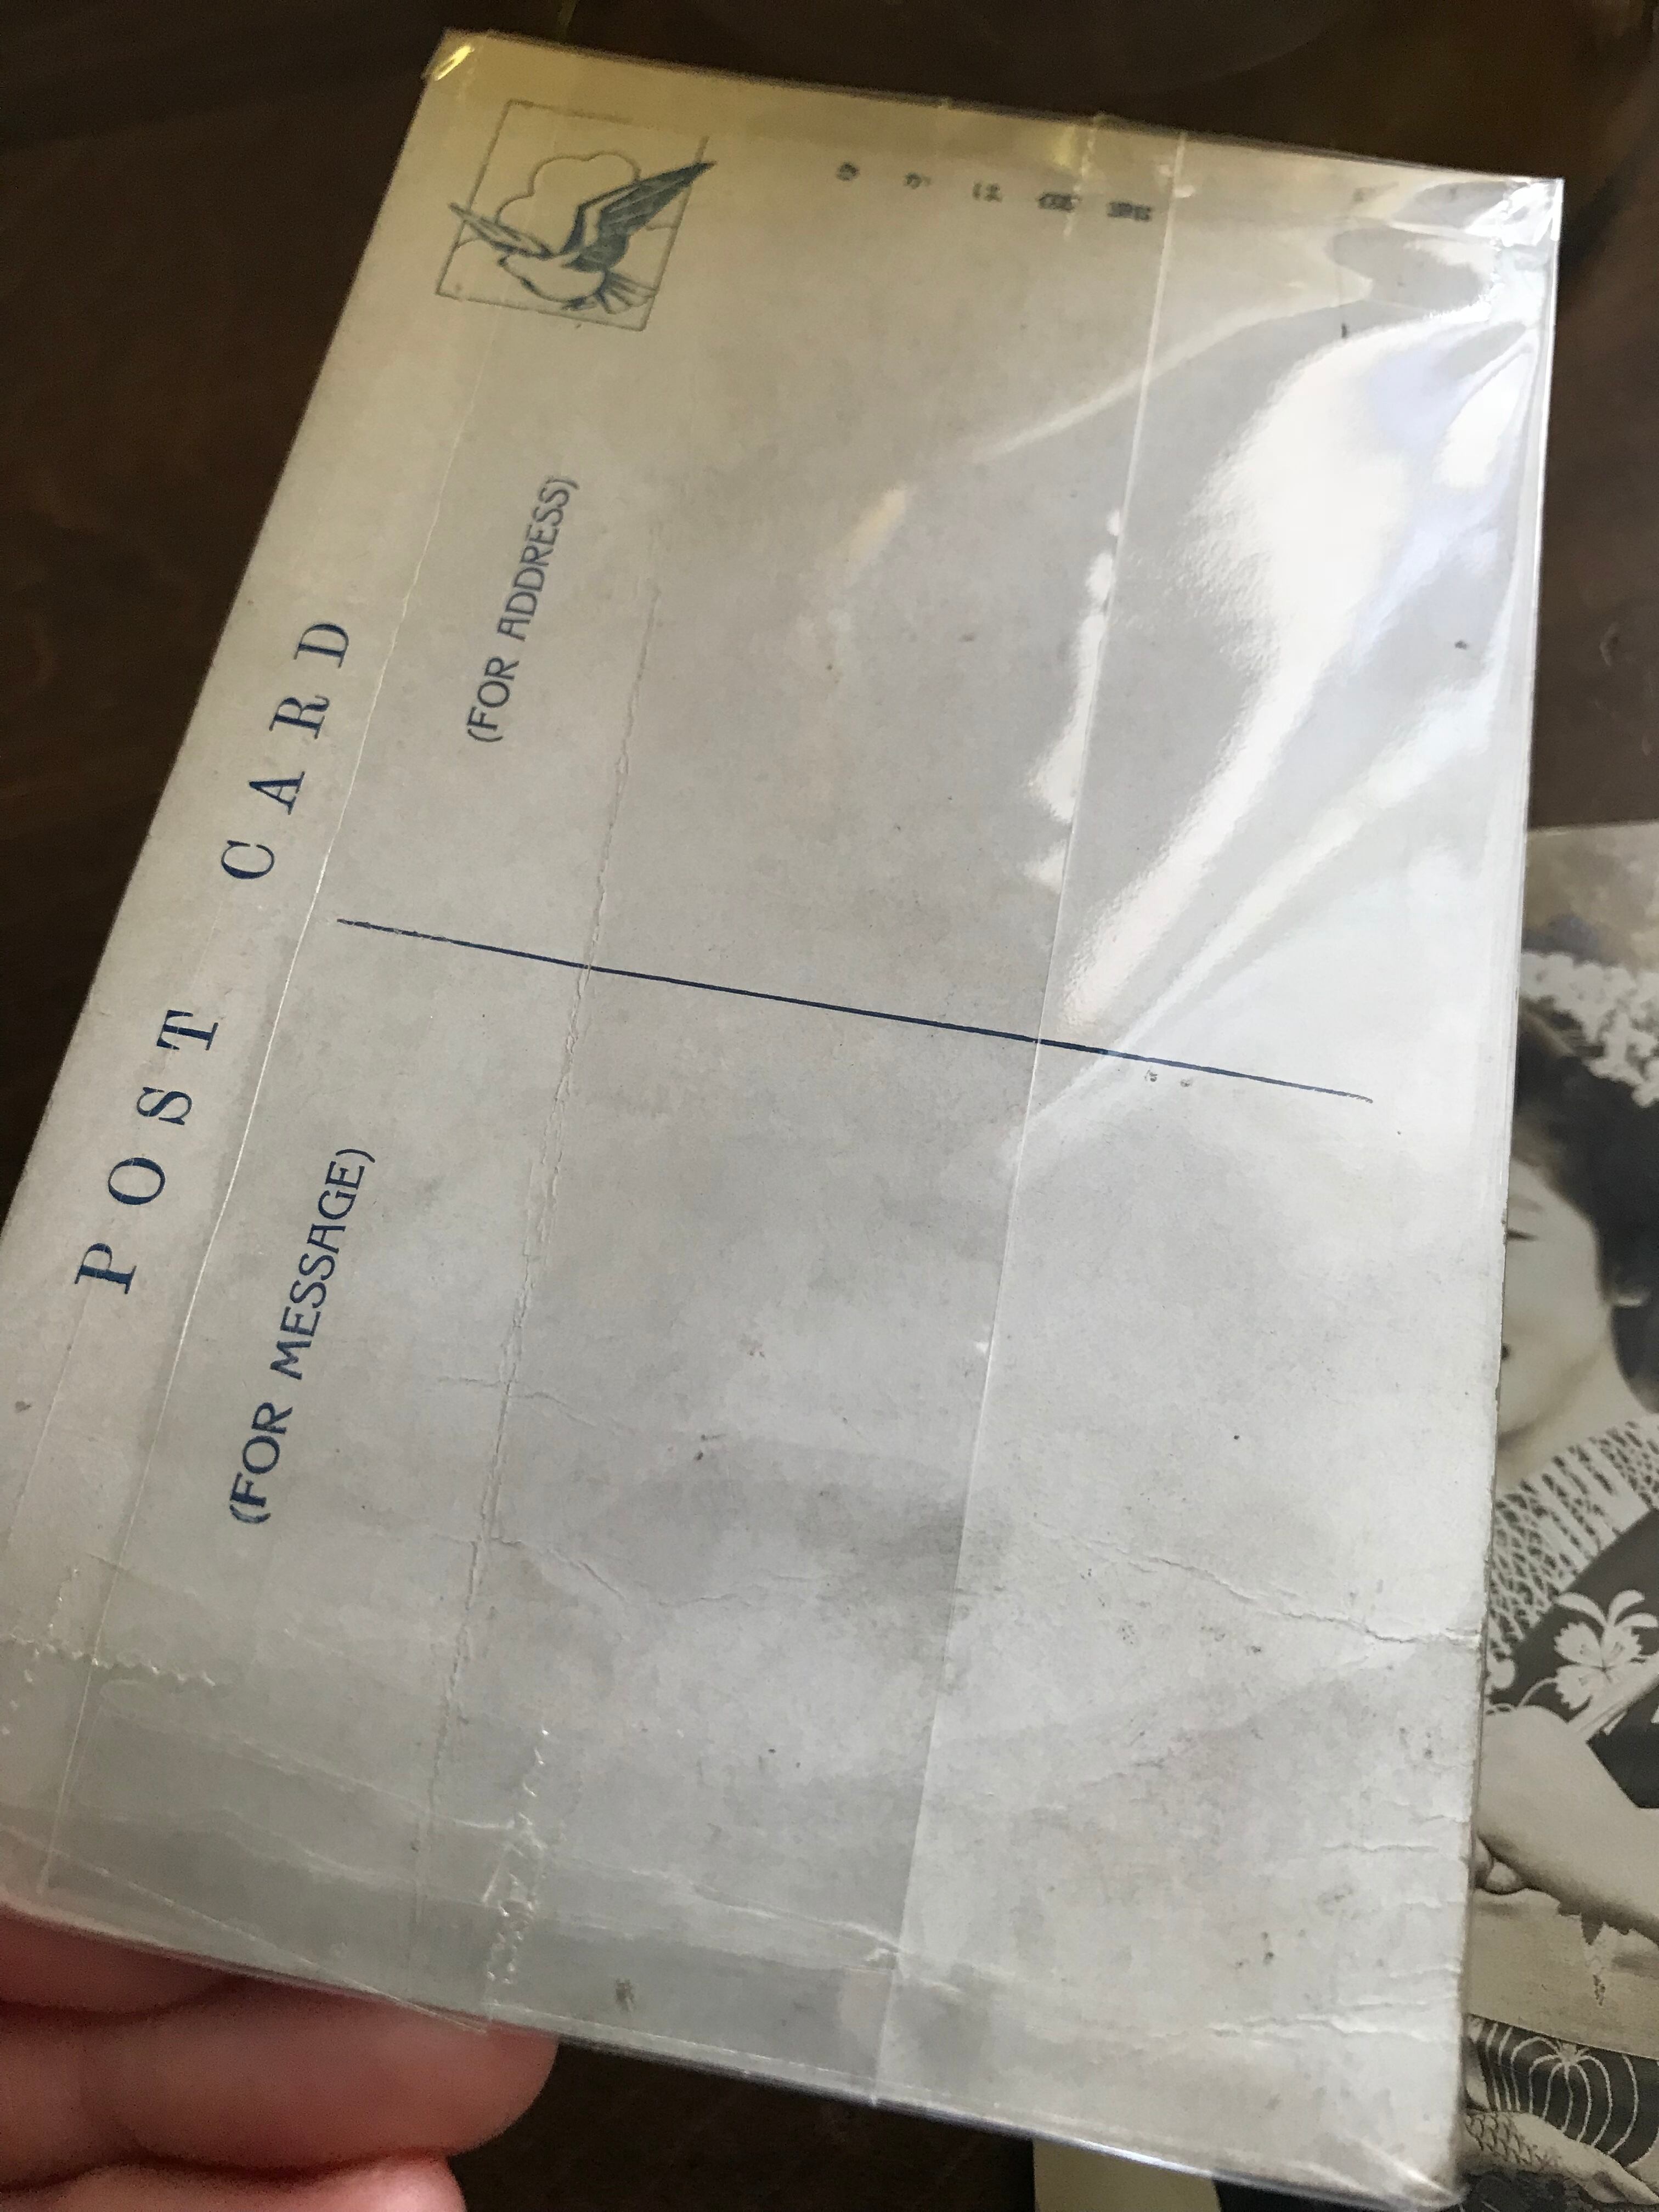 POST CARD
(FOR MESSAGE)
(FOR ADDRESS)